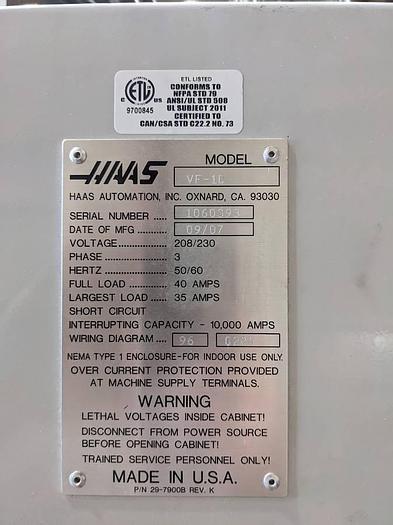 ETL LISTED
CONFORMS TO
NFPA STD 79
ANSI/UL STD 508
UL SUBJECT 2011
CERTIFIED TO
CAN/CSA STD C22.2 NO. 73
ETL
C US
9700845
MODEL
HAAS VF-1D
HAAS AUTOMATION, INC. OXNARD, CA. 93030
SERIAL NUMBER ..... 1060393
DATE OF MFG ........... 09/07
VOLTAGE .................. 208/230
PHASE ...................... 3
HERTZ ...................... 50/60
FULL LOAD .............. 40 AMPS
LARGEST LOAD ...... 35 AMPS
SHORT CIRCUIT
INTERRUPTING CAPACITY - 10,000 AMPS
WIRING DIAGRAM .... 96
NEMA TYPE 1 ENCLOSURE-FOR INDOOR USE ONLY
OVER CURRENT PROTECTION PROVIDED
AT MACHINE SUPPLY TERMINALS.
WARNING
LETHAL VOLTAGES INSIDE CABINET!
DISCONNECT FROM POWER SOURCE
BEFORE OPENING CABINET!
TRAINED SERVICE PERSONNEL ONLY!
MADE IN U.S.A.
P/N 29-7900B REV. K